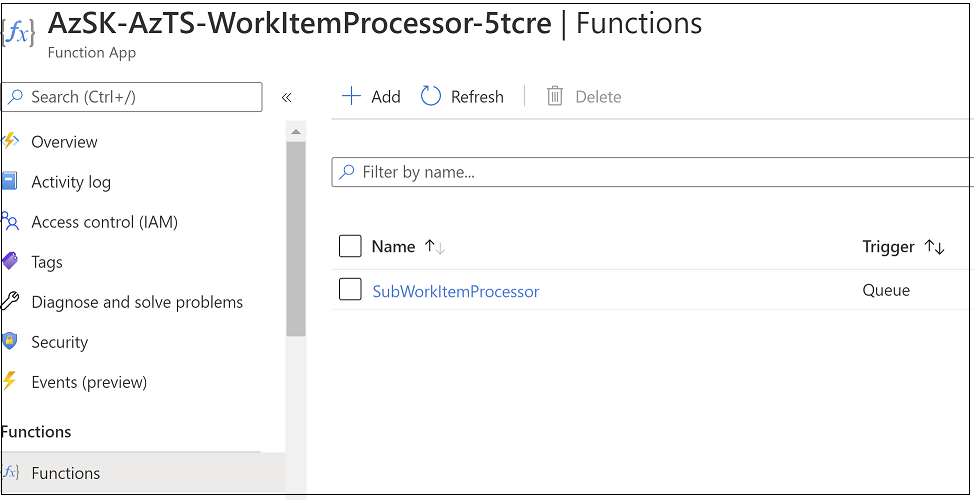 AzSK-AzTS-WorkItemProcessor-5tcre | Functions
Function App
Search (Ctrl+/)
«
Add
Refresh
Delete
Overview
Activity log
Access control (IAM)
Tags
Diagnose and solve problems
Security
Events (preview)
Functions
Functions
Filter by name...
Name
Trigger
SubWorkItemProcessor
Queue